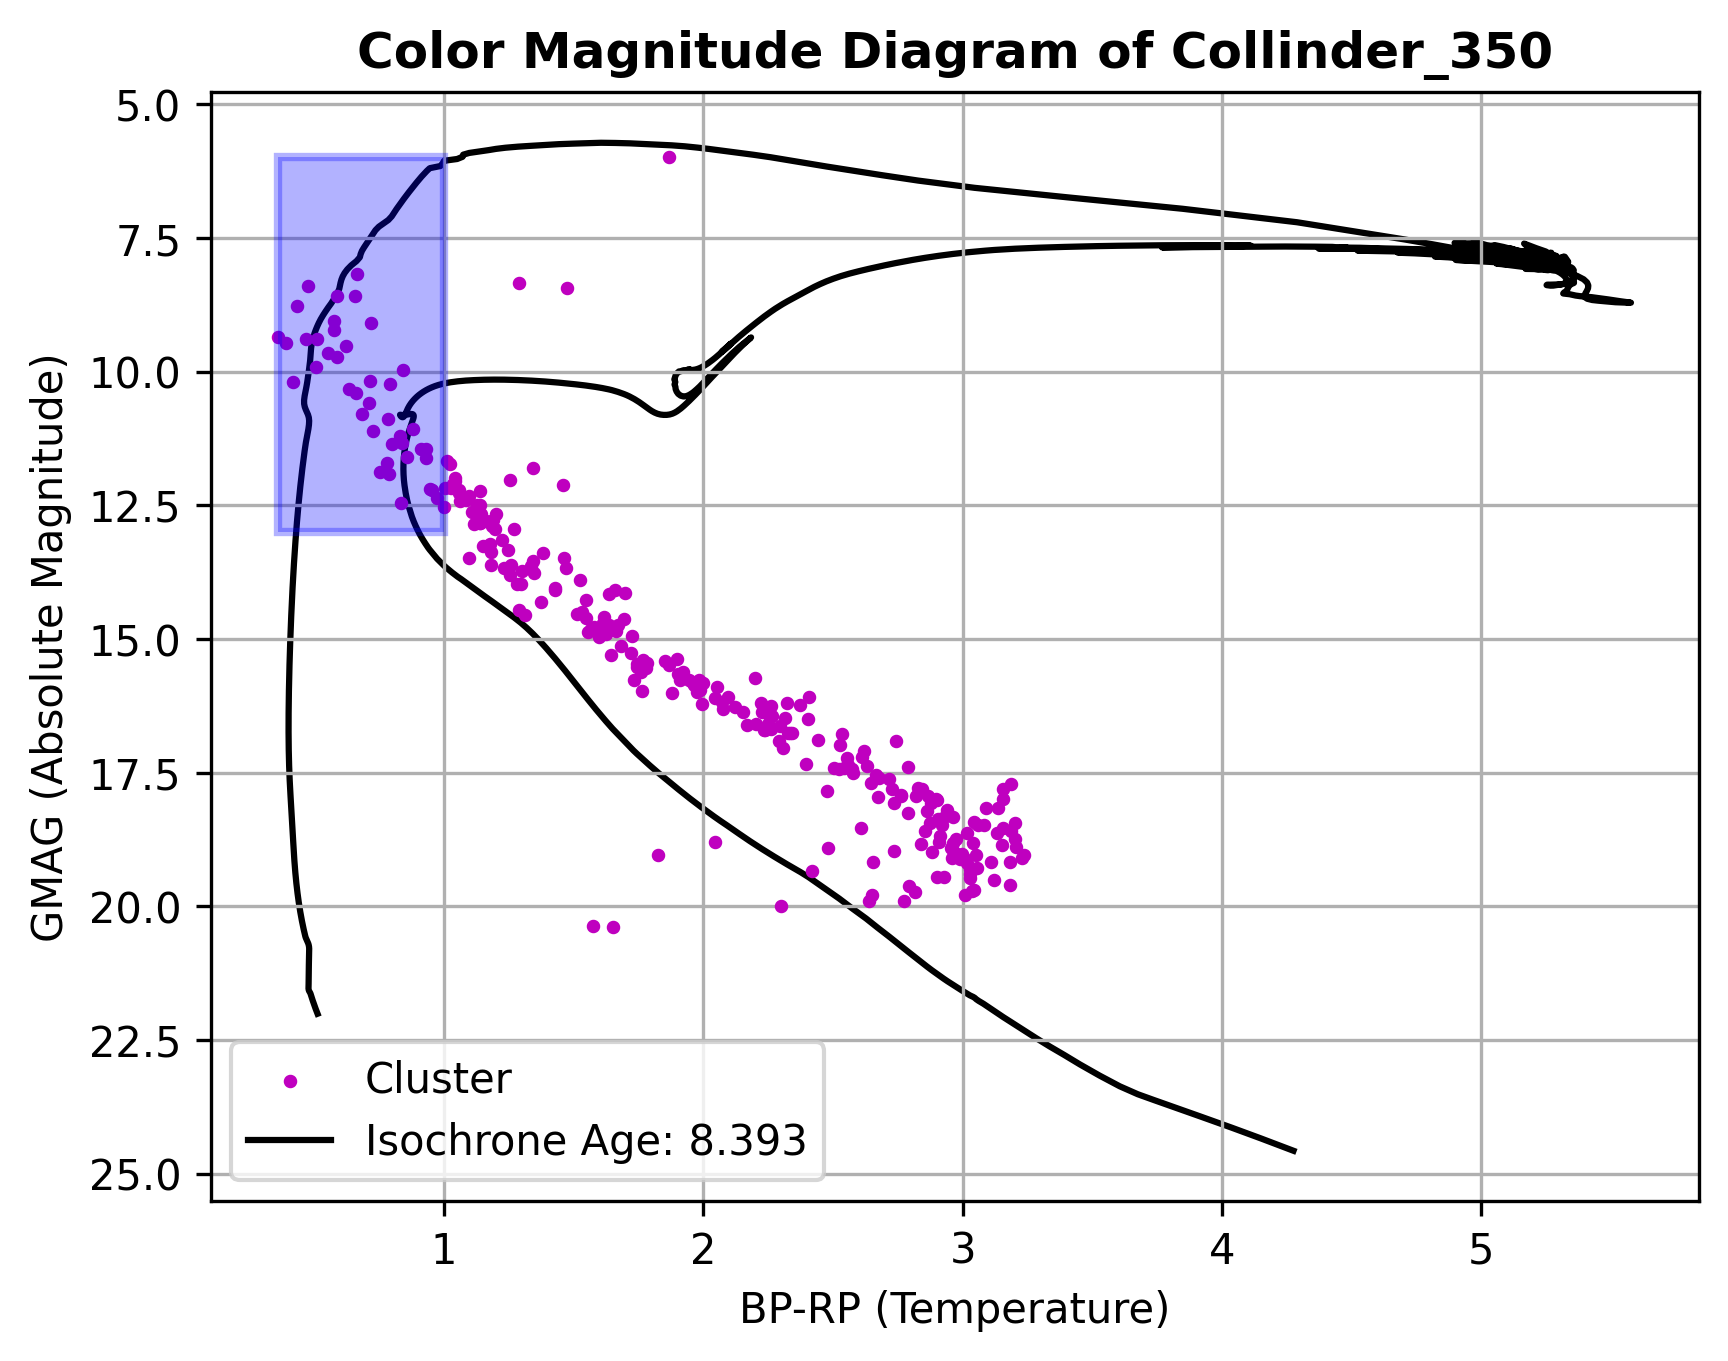 Color Magnitude Diagram of Collinder_350
GMAG (Absolute Magnitude)
5.0
7.5
10.0
12.5
15.0
17.5
20.0
22.5
25.0
Cluster
Isochrone Age: 8.393
1 2 3 4 5
BP-RP (Temperature)